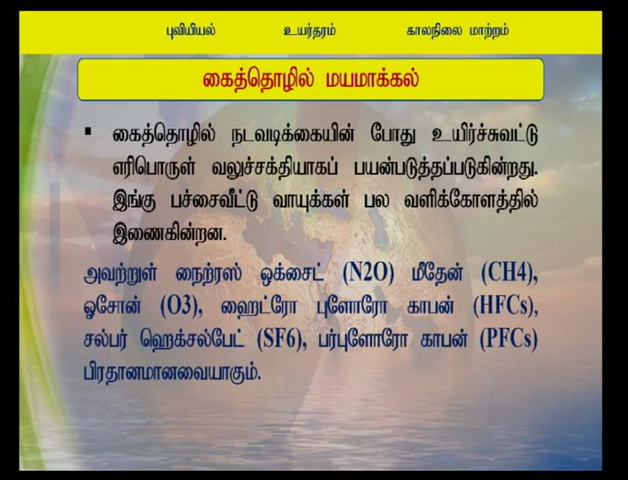 புவியியல் உயர்தரம் காலநிலை மாற்றம்
கைத்தொழில் மயமாக்கல்
▪ கைத்தொழில் நடவடிக்கையின் போது உயிர்ச்சுவட்டு
எரிபொருள் வலுச்சக்தியாகப் பயன்படுத்தப்படுகின்றது.
இங்கு பச்சைவீட்டு வாயுக்கள் பல வளிக்கோளத்தில்
இணைகின்றன.
அவற்றுள் நைற்ரஸ் ஒக்சைட் (N2O) மீதேன் (CH4),
ஓசோன் (O3), ஹைட்ரோ புளோரோ காபன் (HFCs),
சல்பர் ஹெக்சல்பேட் (SF6), பர்புளோரோ காபன் (PFCs)
பிரதானமானவையாகும்.